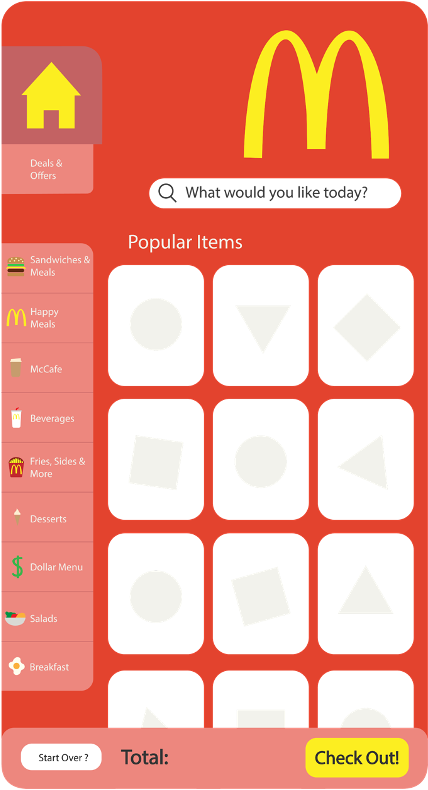 Deals &
Offers
What would you like today?
Popular Items
Sandwiches &
Meals
Happy
Meals
McCafe
Beverages
Fries, Sides &
More
Desserts
Dollar Menu
Salads
Breakfast
Start Over ?
Total:
Check Out!